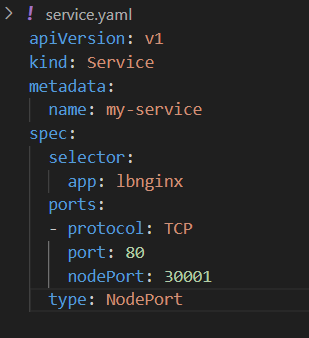 ! service.yaml
apiVersion: v1
kind: Service
metadata:
  name: my-service
spec:
  selector:
    app: lbnginx
  ports:
  - protocol: TCP
    port: 80
    nodePort: 30001
  type: NodePort